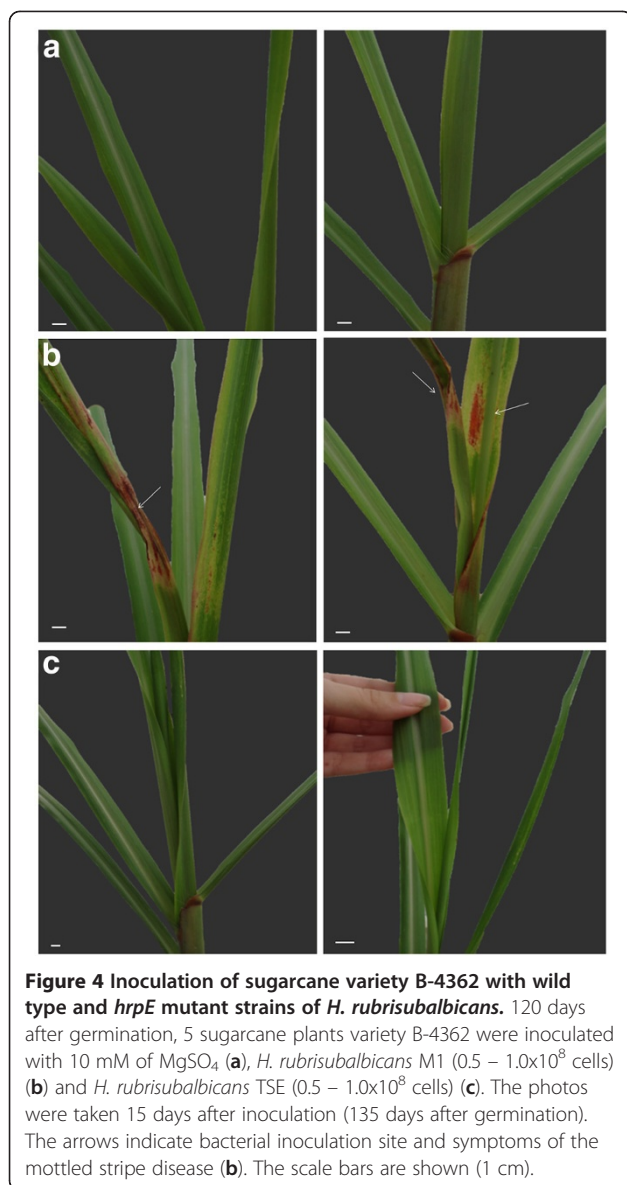 a
b
c
Figure 4 Inoculation of sugarcane variety B-4362 with wild
type and hrpE mutant strains of H. rubrisubalbicans. 120 days
after germination, 5 sugarcane plants variety B-4362 were inoculated
with 10 mM of MgSO₄ (a), H. rubrisubalbicans M1 (0.5 – 1.0x10⁸ cells)
(b) and H. rubrisubalbicans TSE (0.5 – 1.0x10⁸ cells) (c). The photos
were taken 15 days after inoculation (135 days after germination).
The arrows indicate bacterial inoculation site and symptoms of the
mottled stripe disease (b). The scale bars are shown (1 cm).